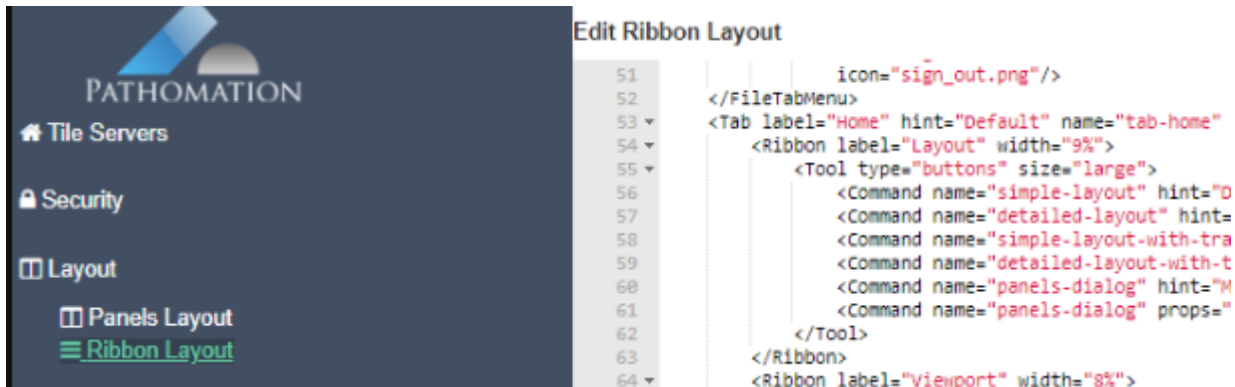 PATHOMATION
Tile Servers
Security
Layout
Panels Layout
Ribbon Layout
Edit Ribbon Layout
51 icon="sign_out.png"/>
52 </FileTabMenu>
53 <Tab label="Home" hint="Default" name="tab-home"
54 <Ribbon label="Layout" width="9%">
55 <Tool type="buttons" size="large">
56 <Command name="simple-layout" hint="D
57 <Command name="detailed-layout" hint=
58 <Command name="simple-layout-with-tra
59 <Command name="detailed-layout-with-t
60 <Command name="panels-dialog" hint="M
61 <Command name="panels-dialog" props="
62 </Tool>
63 </Ribbon>
64 <Ribbon label="Viewport" width="8%">